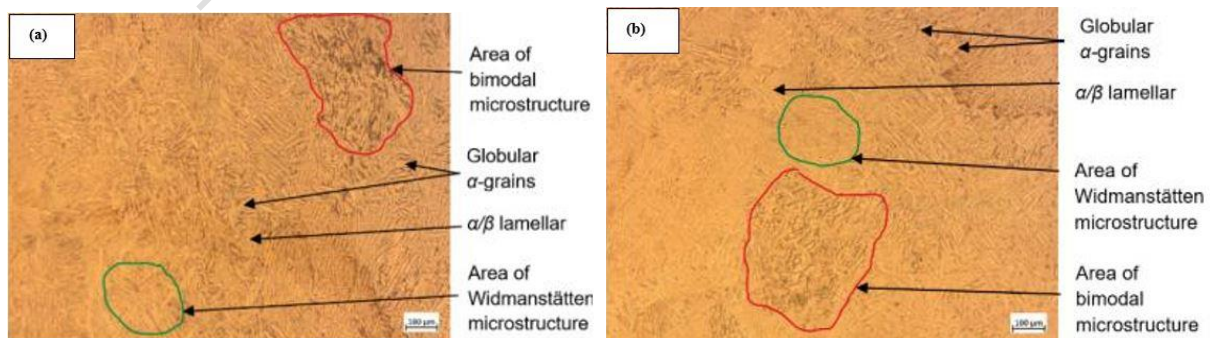 (a)
Area of
bimodal
microstructure
Globular
α-grains
α/β lamellar
Area of
Widmanstätten
microstructure
100 µm
(b)
Globular
α-grains
α/β lamellar
Area of
Widmanstätten
microstructure
Area of
bimodal
microstructure
100 µm